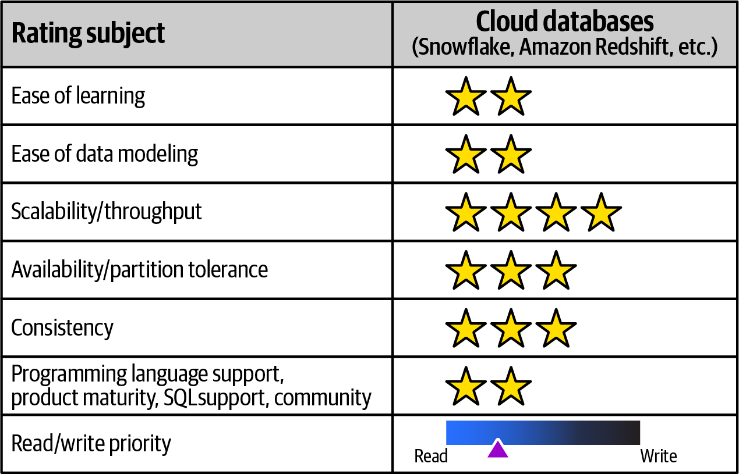 Rating subject
Cloud databases
(Snowflake, Amazon Redshift, etc.)
Ease of learning
Ease of data modeling
Scalability/throughput
Availability/partition tolerance
Consistency
Programming language support,
product maturity, SQLsupport, community
Read/write priority
Read Write